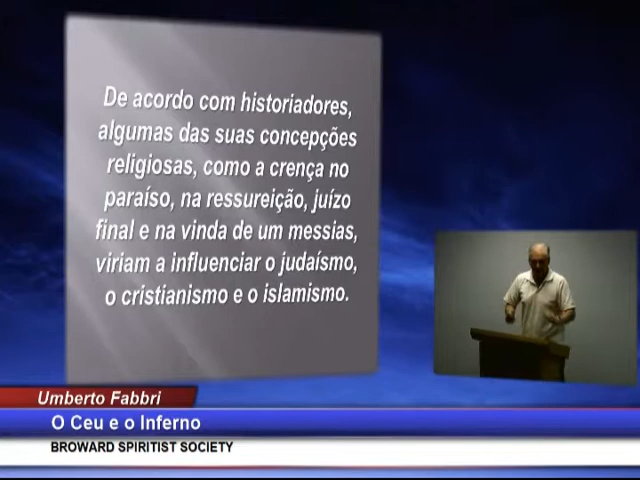 De acordo com historiadores,
algumas das suas concepções
religiosas, como a crença no
paraíso, na ressureição, juízo
final e na vinda de um messias,
viriam a influenciar o judaísmo,
o cristianismo e o islamismo.
Umberto Fabbri
O Ceu e o Inferno
BROWARD SPIRITIST SOCIETY